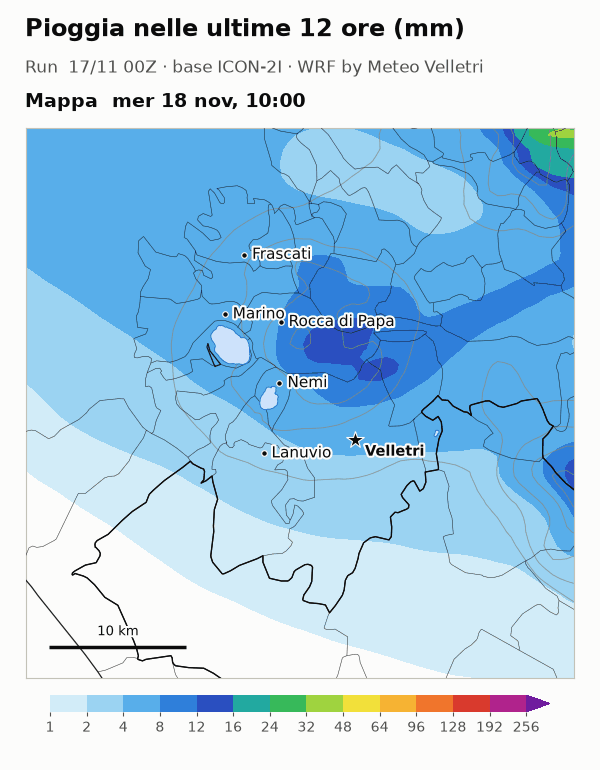 Pioggia nelle ultime 12 ore (mm)
Run 17/11 00Z · base ICON-2I · WRF by Meteo Velletri
Mappa mer 18 nov, 10:00
Frascati
Marino
Rocca di Papa
Nemi
Velletri
Lanuvio
10 km
1 2 4 8 12 16 24 32 48 64 96 128 192 256